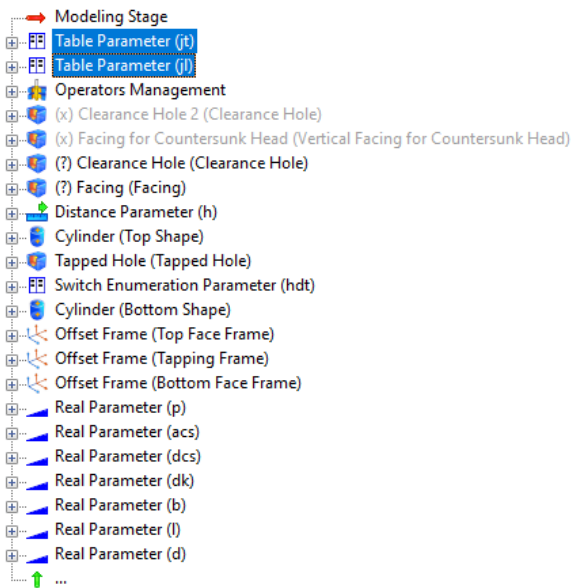 Modeling Stage
Table Parameter (jt)
Table Parameter (jl)
Operators Management
(x) Clearance Hole 2 (Clearance Hole)
(x) Facing for Countersunk Head (Vertical Facing for Countersunk Head)
(?) Clearance Hole (Clearance Hole)
(?) Facing (Facing)
Distance Parameter (h)
Cylinder (Top Shape)
Tapped Hole (Tapped Hole)
Switch Enumeration Parameter (hdt)
Cylinder (Bottom Shape)
Offset Frame (Top Face Frame)
Offset Frame (Tapping Frame)
Offset Frame (Bottom Face Frame)
Real Parameter (p)
Real Parameter (acs)
Real Parameter (dcs)
Real Parameter (dk)
Real Parameter (b)
Real Parameter (l)
Real Parameter (d)
...